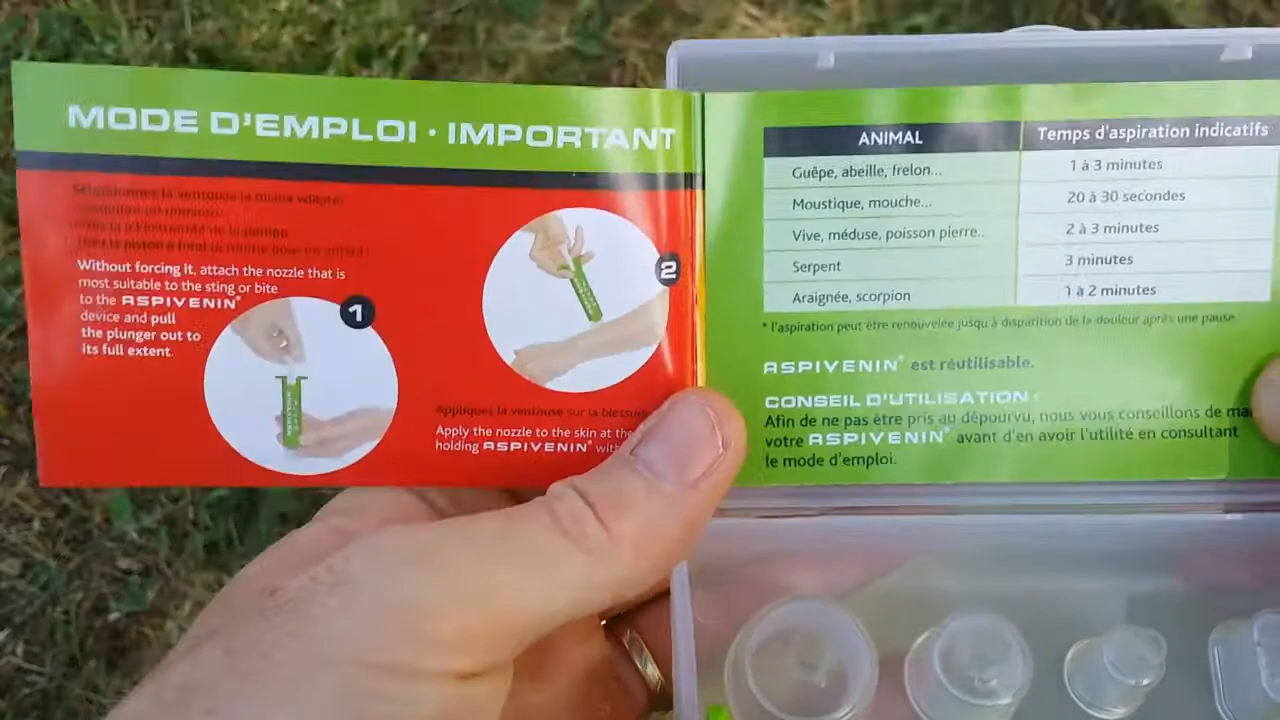 MODE D'EMPLOI · IMPORTANT
Sélectionnez la ventouse la mieux adaptée
Without forcing it, attach the nozzle that is
most suitable to the sting or bite
to the ASPIVENIN®
device and pull
the plunger out to
its full extent.
1
2
Appliquez la ventouse sur la
Apply the nozzle to the skin at the
holding ASPIVENIN®
ANIMAL Temps d'aspiration indicatifs
Guêpe, abeille, frelon... 1 à 3 minutes
Moustique, mouche... 20 à 30 secondes
Vive, méduse, poisson pierre.. 2 à 3 minutes
Serpent 3 minutes
Araignée, scorpion 1 à 2 minutes
* l'aspiration peut être renouvelée jusqu'à disparition de la douleur après une pause.
ASPIVENIN® est réutilisable.
CONSEIL D'UTILISATION :
Afin de ne pas être pris au dépourvu, nous vous conseillons de
votre ASPIVENIN® avant d'en avoir l'utilité en consultant
le mode d'emploi.